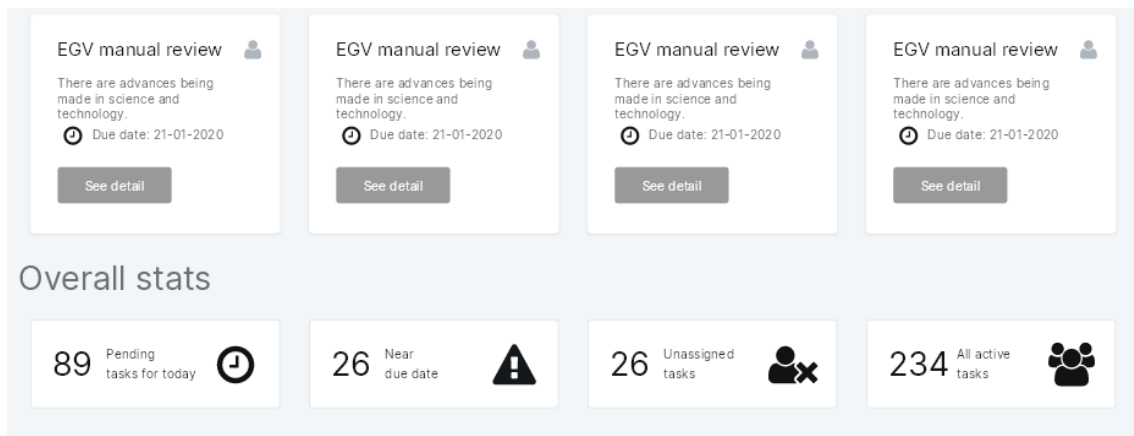 EGV manual review
There are advances being
made in science and
technology.
Due date: 21-01-2020
See detail
EGV manual review
There are advances being
made in science and
technology.
Due date: 21-01-2020
See detail
EGV manual review
There are advances being
made in science and
technology.
Due date: 21-01-2020
See detail
EGV manual review
There are advances being
made in science and
technology.
Due date: 21-01-2020
See detail
Overall stats
89
Pending
tasks for today
26
Near
due date
26
Unassigned
tasks
234
All active
tasks